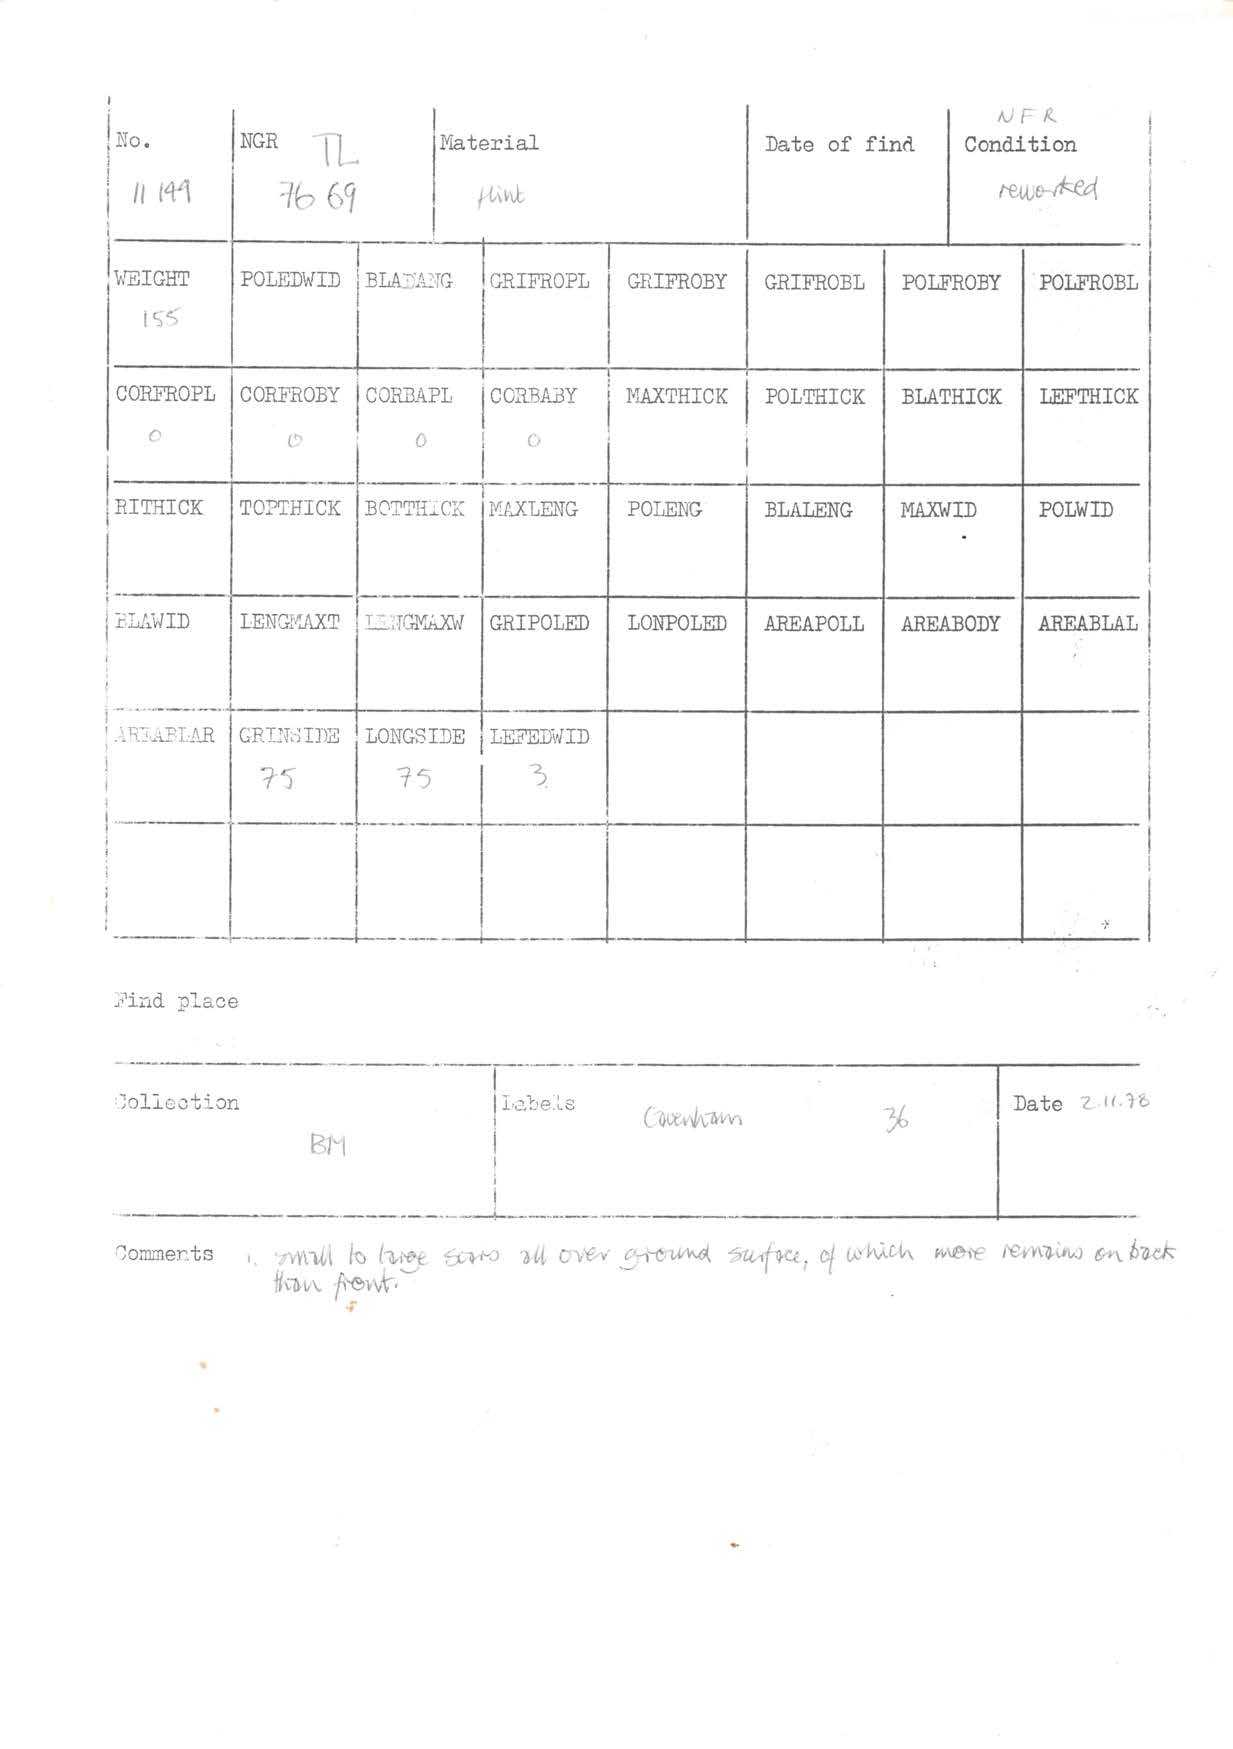 NFR
No. NGR TL Material Date of find Condition
11 149 76 69 flint reworked
WEIGHT POLEDWID BLADANG GRIFROPL GRIFROBY GRIFROBL POLFROBY POLFROBL
155
CORFROPL CORFROBY CORBAPL CORBABY MAXTHICK POLTHICK BLATHICK LEFTHICK
0 0 0 0
RITHICK TOPTHICK BOTTHICK MAXLENG POLENG BLALENG MAXWID POLWID
BLAWID LENGMAXT LENGMAXW GRIPOLED LONPOLED AREAPOLL AREABODY AREABLAL
AREABLAR GRINSIDE LONGSIDE LEFEDWID
75 75 3
Find place
Collection Labels Cavenham 36 Date 2.11.78
BM
Comments 1. small to large scars all over ground surface, of which more remains on back
than front.